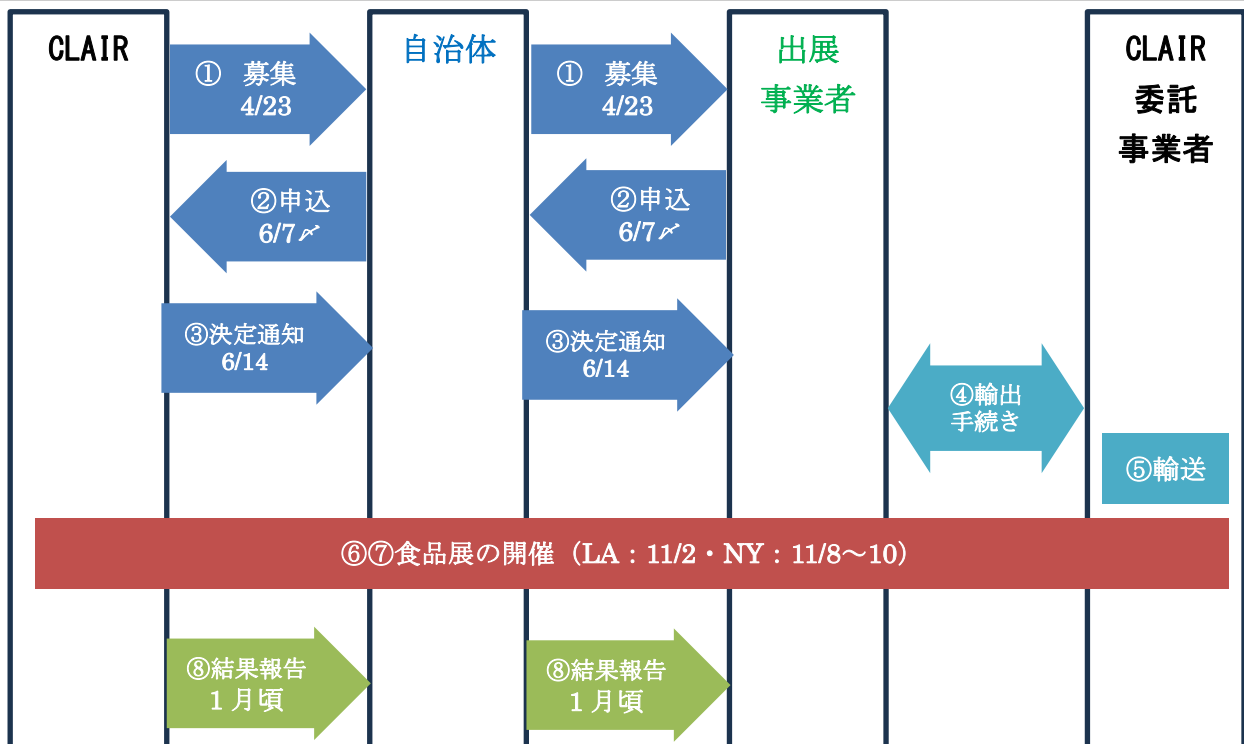 CLAIR
自治体
出展
事業者
CLAIR
委託
事業者
① 募集
4/23
① 募集
4/23
②申込
6/7〆
②申込
6/7〆
③決定通知
6/14
③決定通知
6/14
④輸出
手続き
⑤輸送
⑥⑦食品展の開催（LA：11/2・NY：11/8～10）
⑧結果報告
1 月頃
⑧結果報告
1 月頃